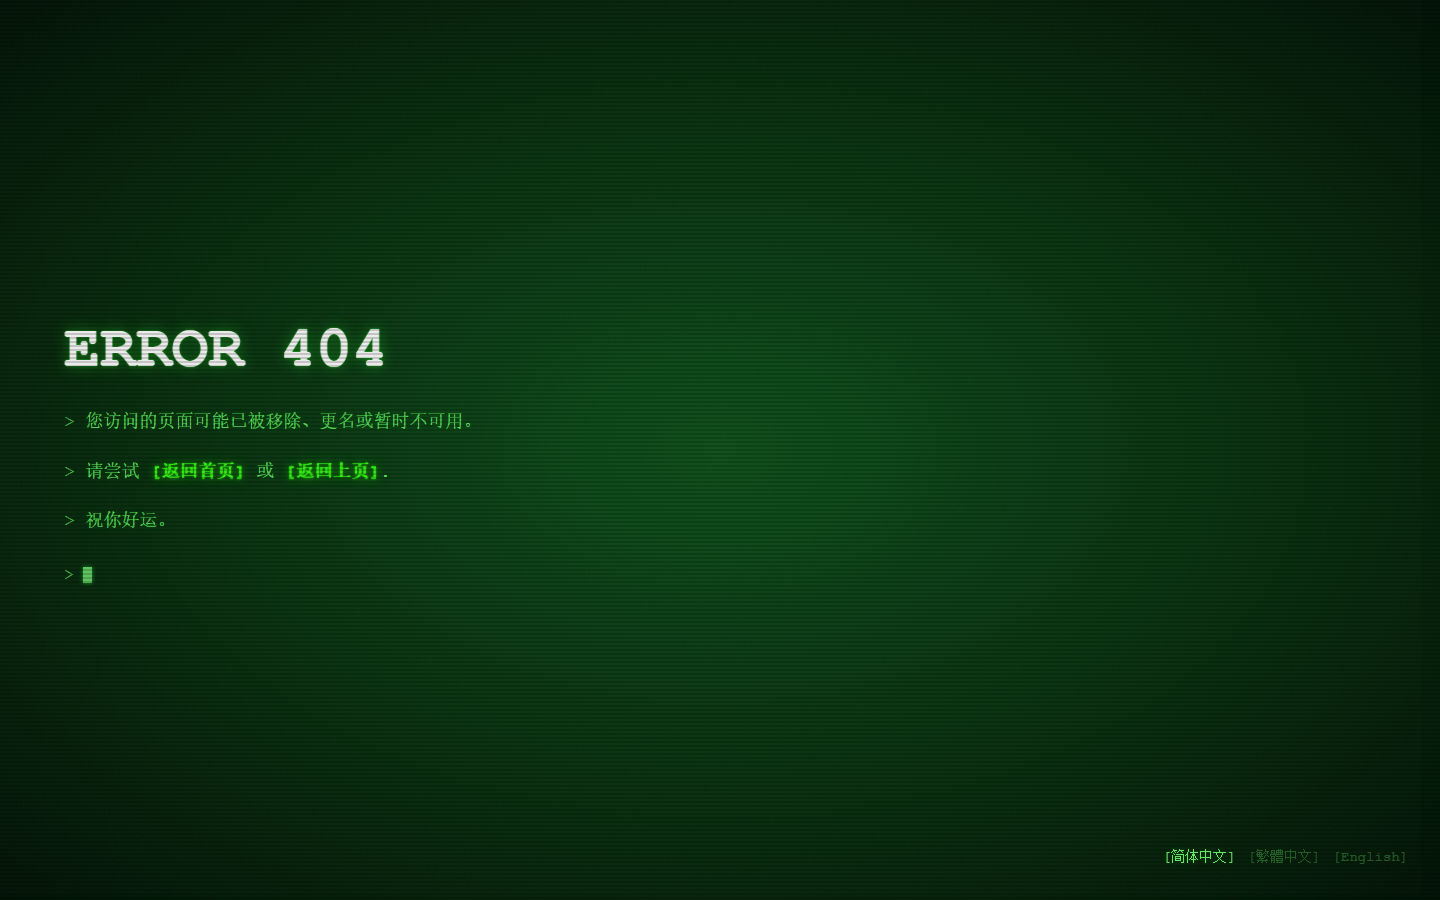 ERROR 404
> 您访问的页面可能已被移除、更名或暂时不可用。
> 请尝试 [返回首页] 或 [返回上页].
> 祝你好运。
>
[简体中文] [繁體中文] [English]